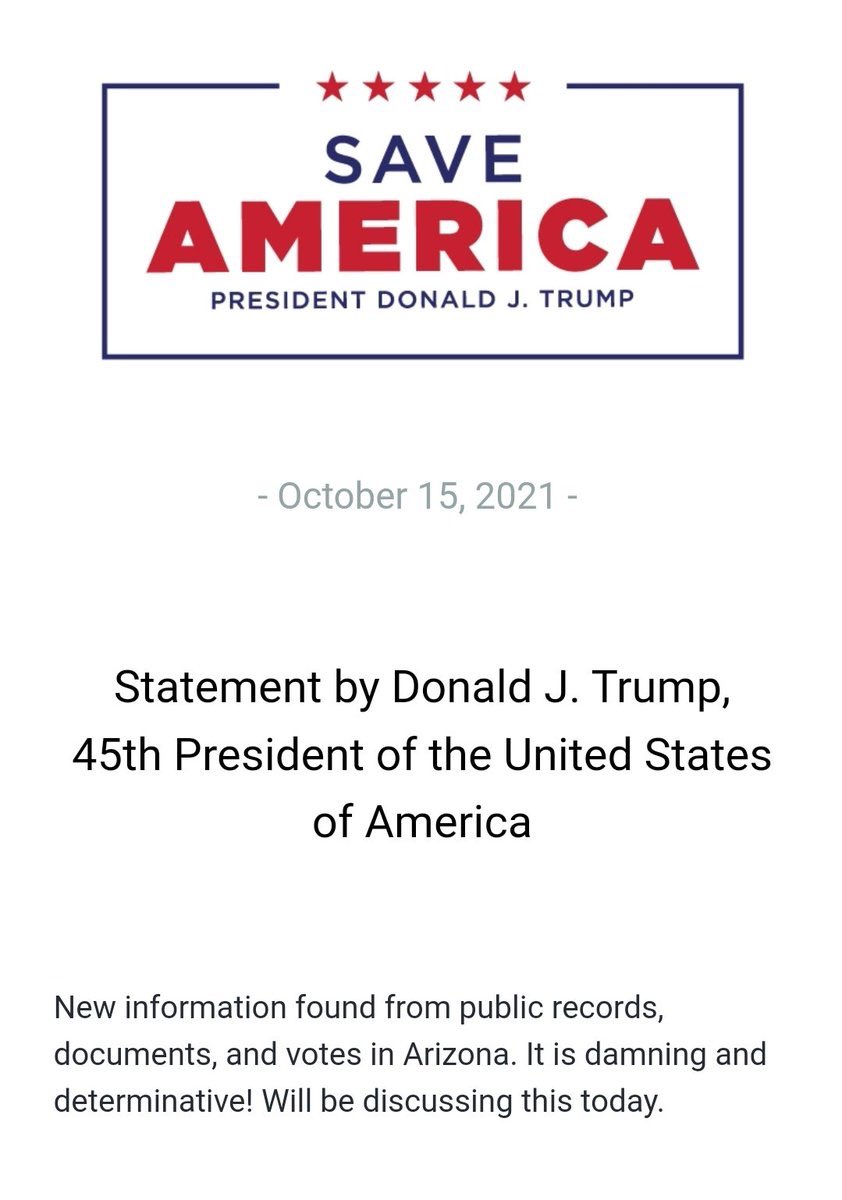 SAVE
AMERICA
PRESIDENT DONALD J. TRUMP
- October 15, 2021 -
Statement by Donald J. Trump,
45th President of the United States
of America
New information found from public records,
documents, and votes in Arizona. It is damning and
determinative! Will be discussing this today.